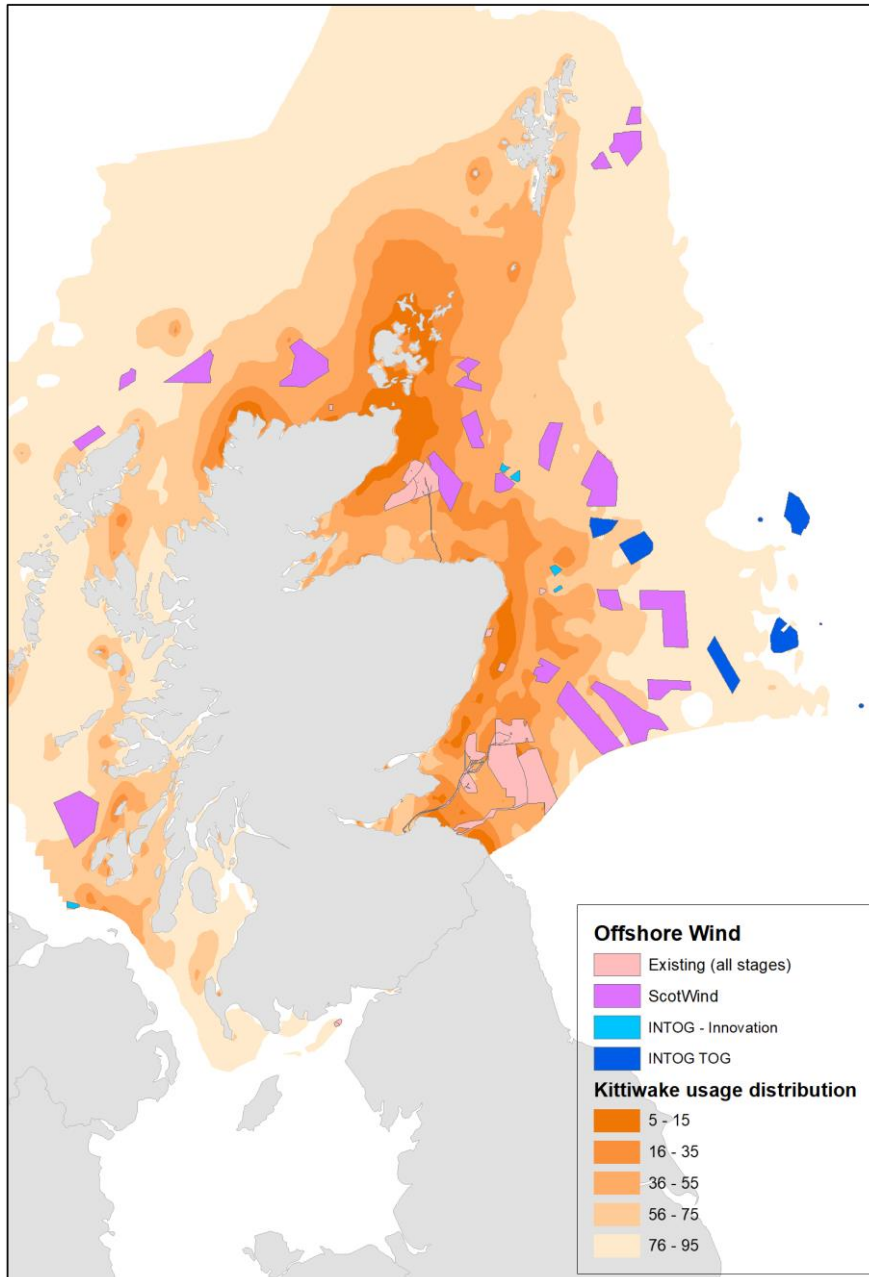 Offshore Wind
Existing (all stages)
ScotWind
INTOG - Innovation
INTOG TOG
Kittiwake usage distribution
5 - 15
16 - 35
36 - 55
56 - 75
76 - 95